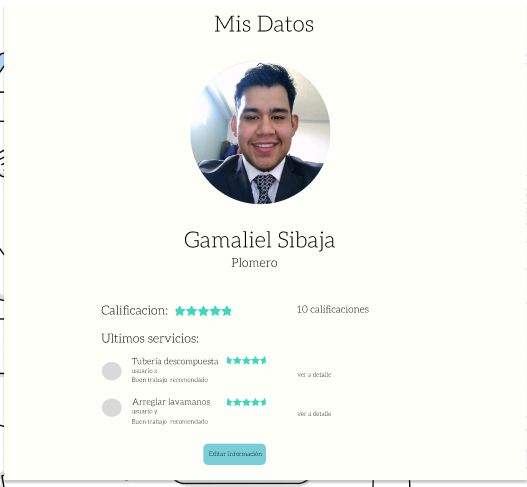 Mis Datos
Gamaliel Sibaja
Plomero
Calificacion: 10 calificaciones
Ultimos servicios:
Tuberia descompuesta
usuario x
Buen trabajo recomendado
ver a detalle
Arreglar lavamanos
usuario y
Buen trabajo recomendado
ver a detalle
Editar Información